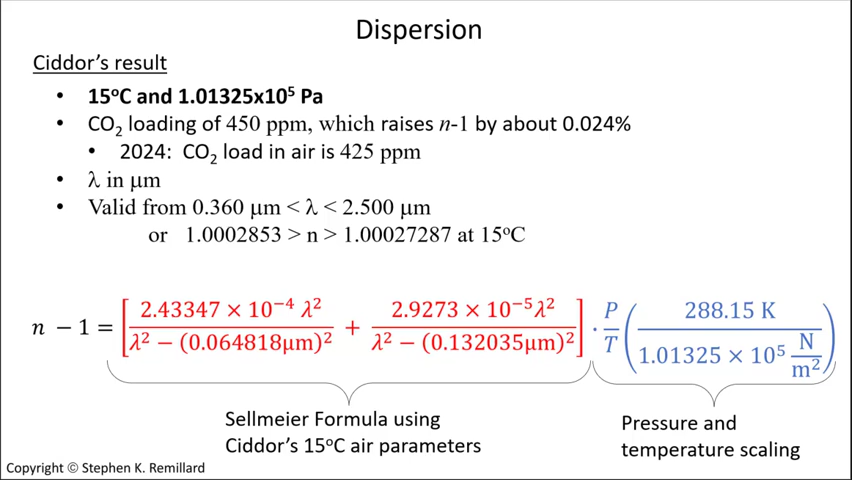 Dispersion
Ciddor's result
• 15°C and 1.01325x10⁵ Pa
• CO₂ loading of 450 ppm, which raises n-1 by about 0.024%
• 2024: CO₂ load in air is 425 ppm
• λ in μm
• Valid from 0.360 μm < λ < 2.500 μm
or 1.0002853 > n > 1.00027287 at 15°C
n − 1 = [ 2.43347 × 10⁻⁴ λ² / λ² − (0.064818μm)² + 2.9273 × 10⁻⁵λ² / λ² − (0.132035μm)² ] · P/T ( 288.15 K / 1.01325 × 10⁵ N/m² )
Sellmeier Formula using
Ciddor's 15°C air parameters
Pressure and
temperature scaling
Copyright © Stephen K. Remillard